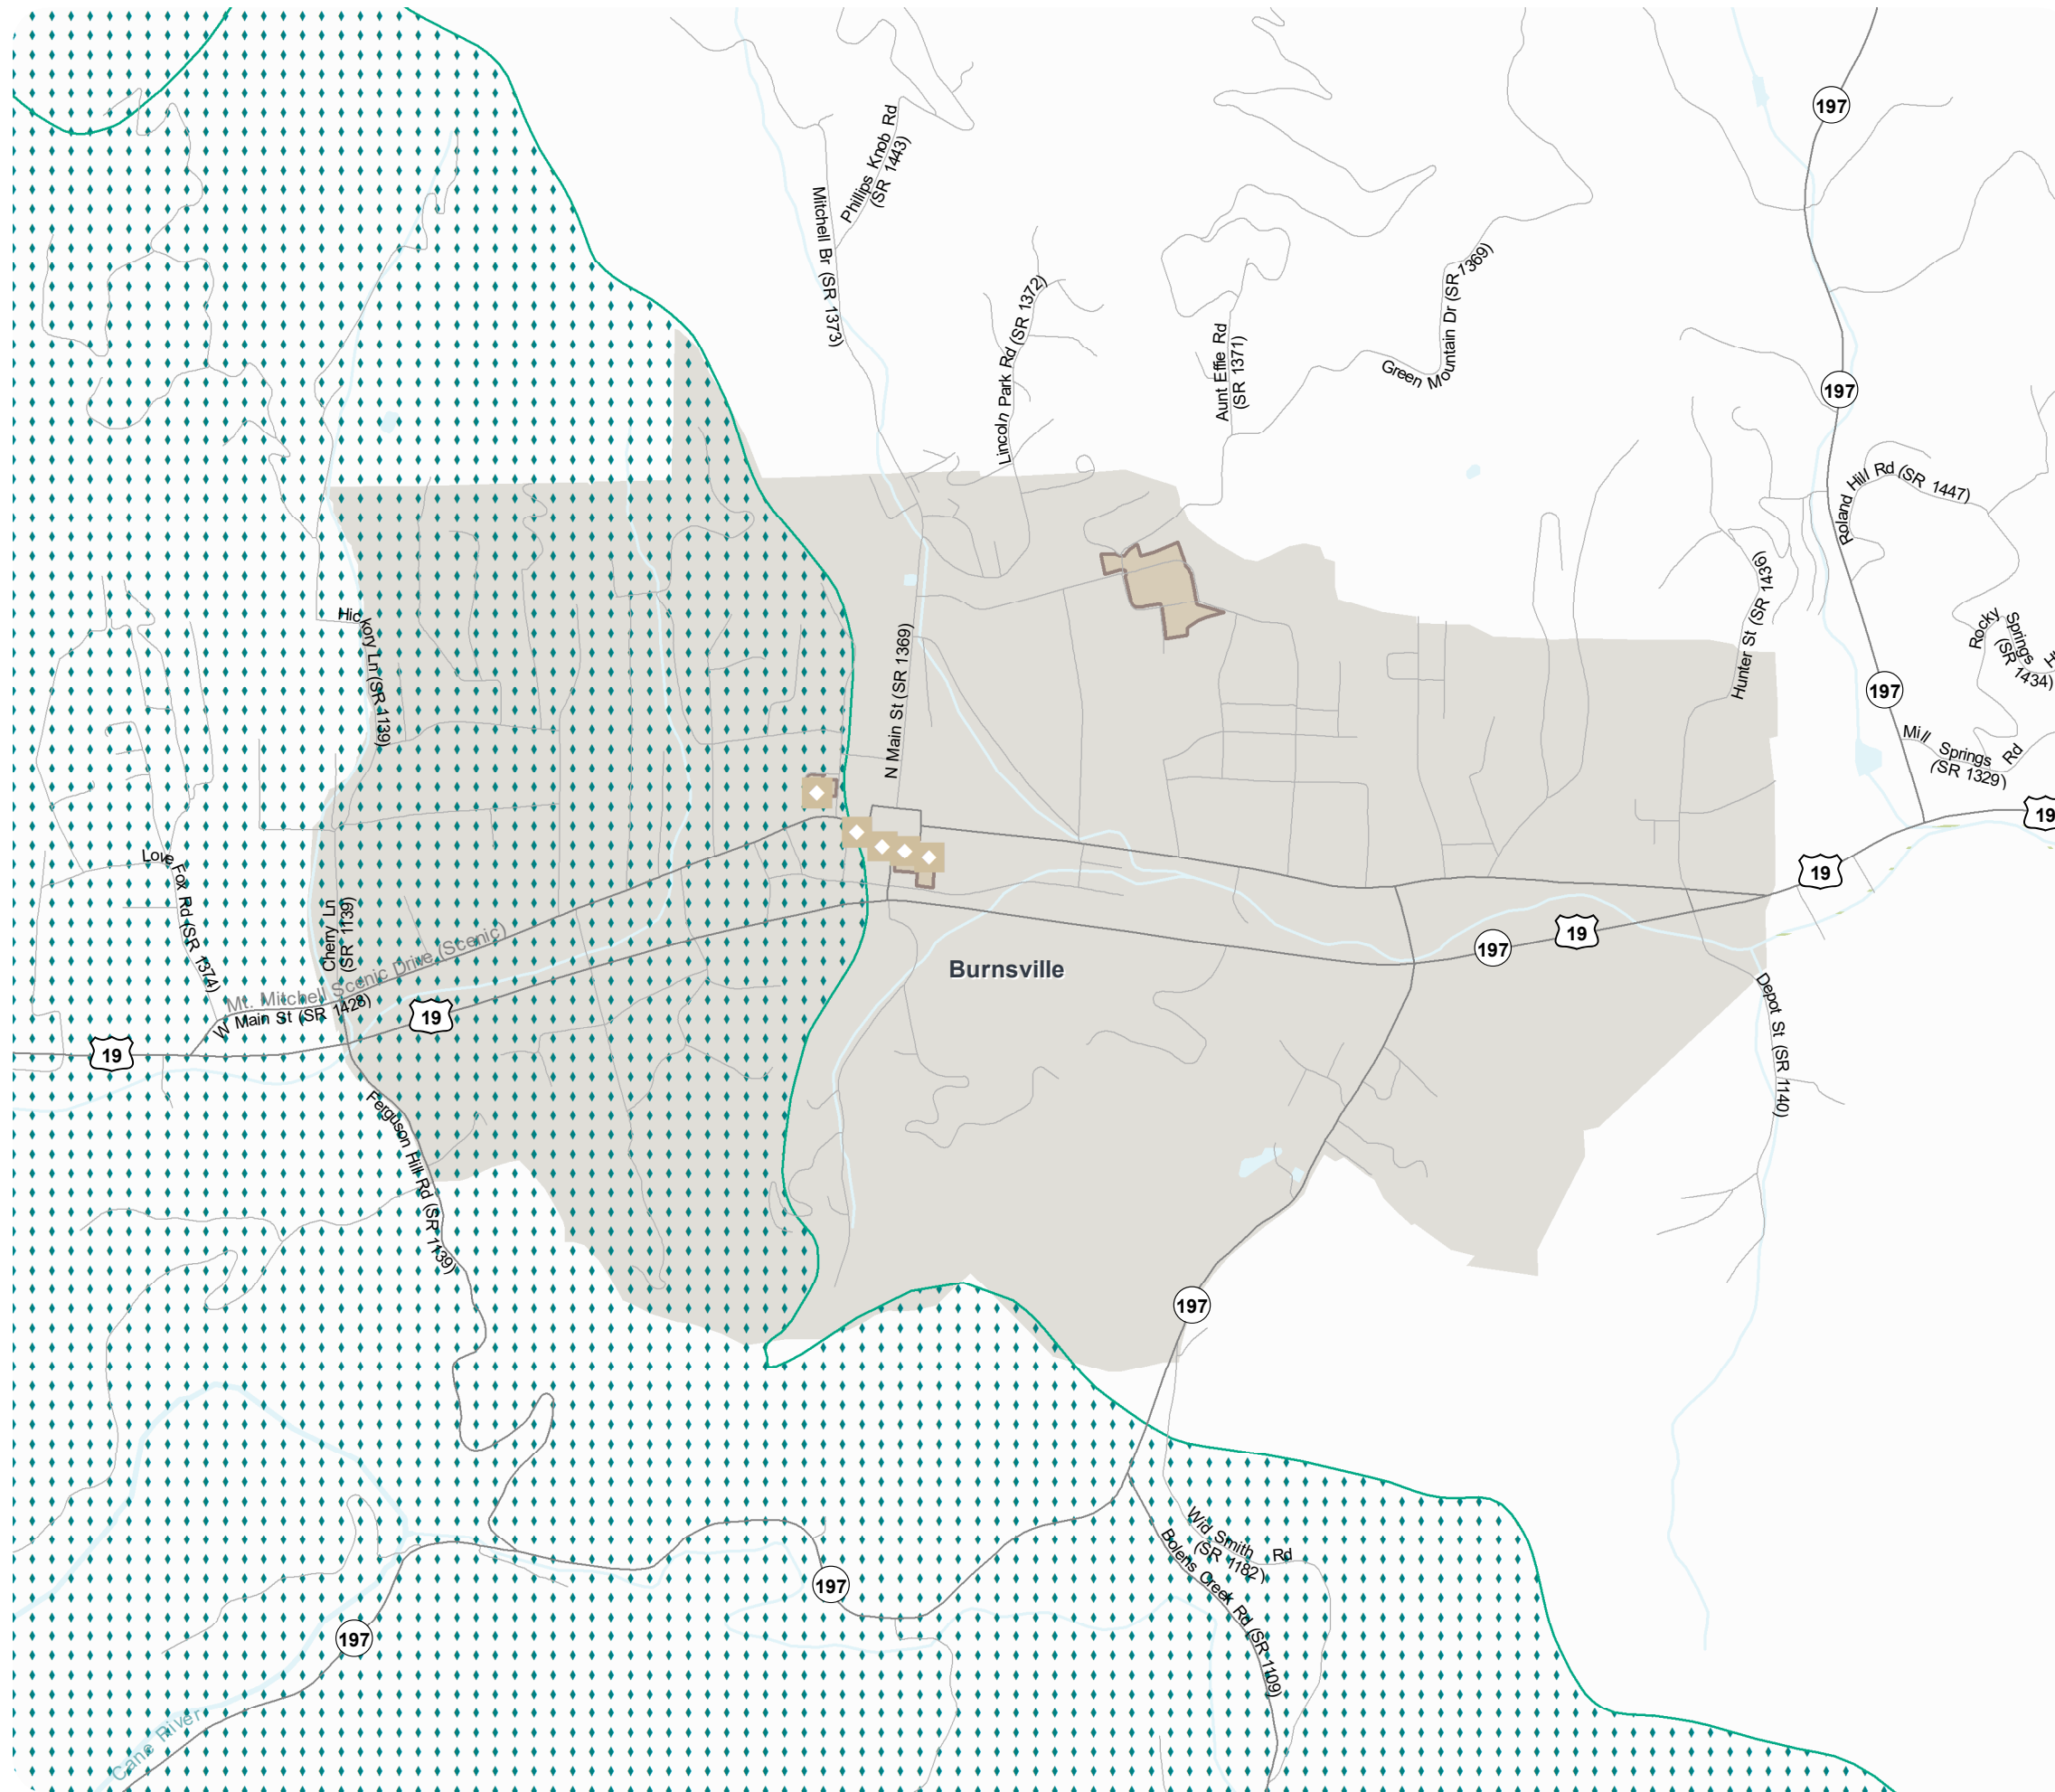 197
Phillips Knob Rd
(SR 1443)
Mitchell Br (SR 1373)
Lincoln Park Rd (SR 1372)
Aunt Effie Rd
(SR 1371)
Green Mountain Dr (SR 1369)
197
Roland Hill Rd (SR 1447)
Hunter St (SR 1436)
Rocky Springs
(SR 1434)
Hickory Ln (SR 1139)
N Main St (SR 1369)
197
Mill Springs Rd
(SR 1329)
19
Love Fox Rd (SR 1374)
19
Cherry Ln
(SR 1139)
19
197
Mt. Mitchell Scenic Drive (Scenic)
W Main St (SR 1428)
19
19
Burnsville
Depot St (SR 1140)
Ferguson Hill Rd (SR 1139)
197
Wid Smith Rd
(SR 1182)
Bolens Creek Rd (SR 1109)
197
197
Cane River